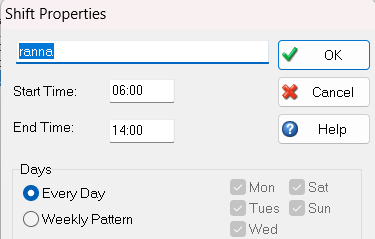 Shift Properties
ranna
OK
Start Time: 06:00
Cancel
End Time: 14:00
Help
Days
Every Day
Mon Sat
Weekly Pattern
Tues Sun
Wed